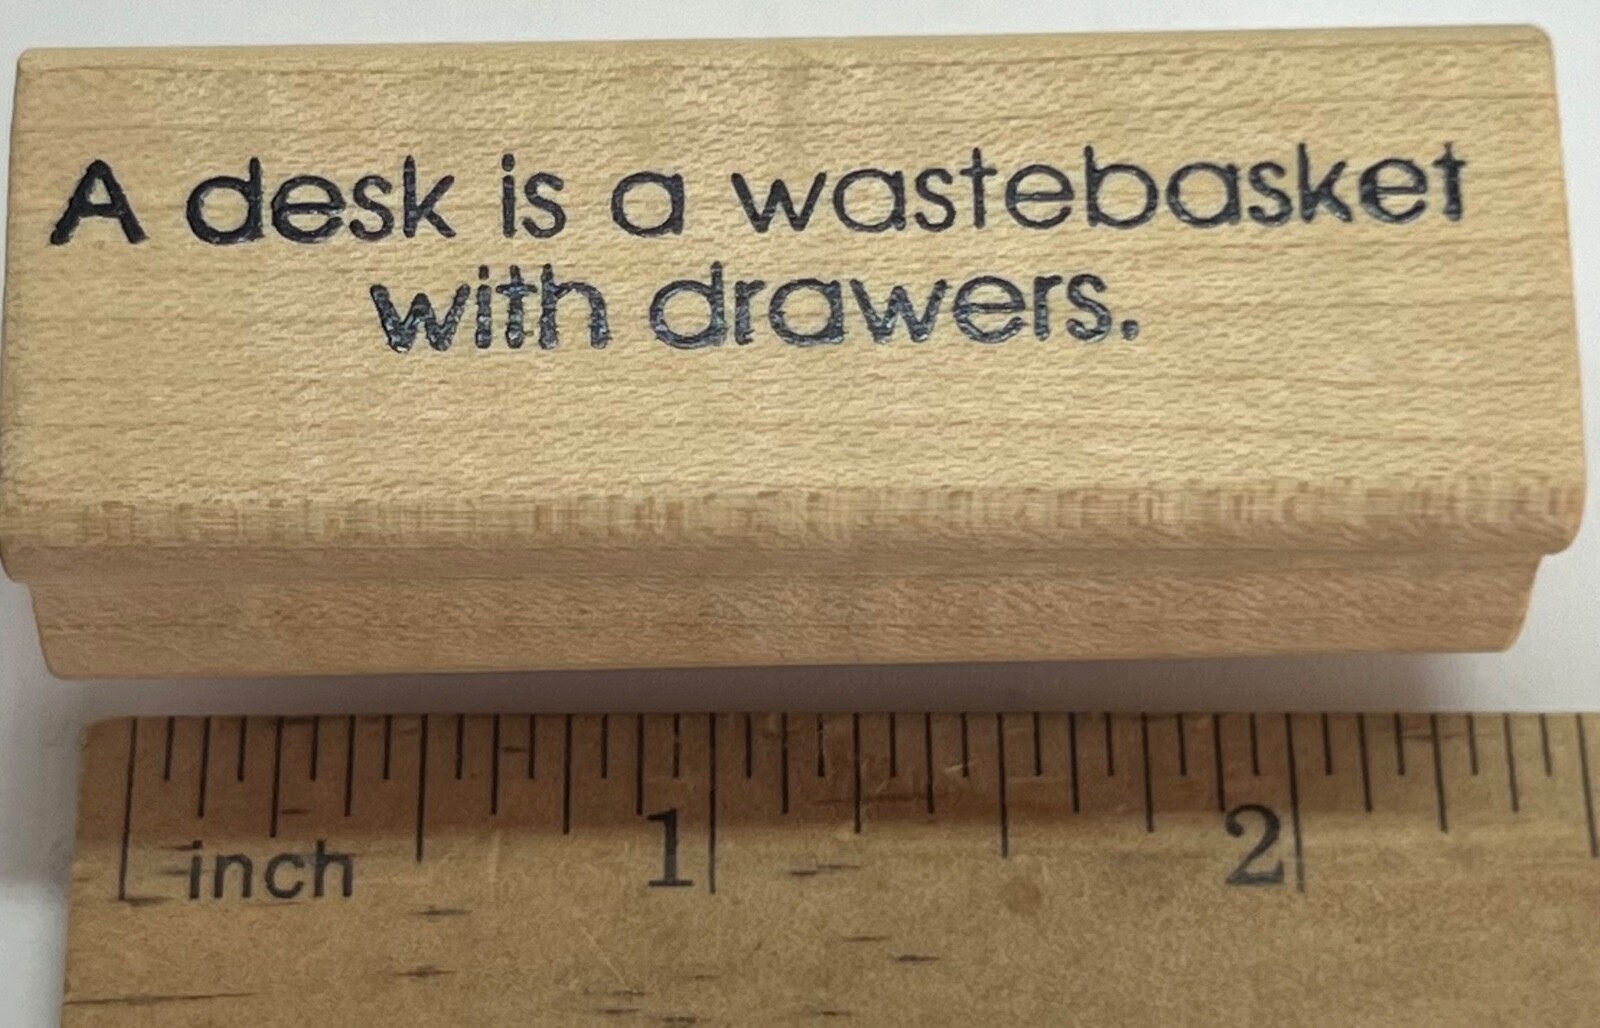 A desk is a wastebasket
with drawers.
inch
1
2